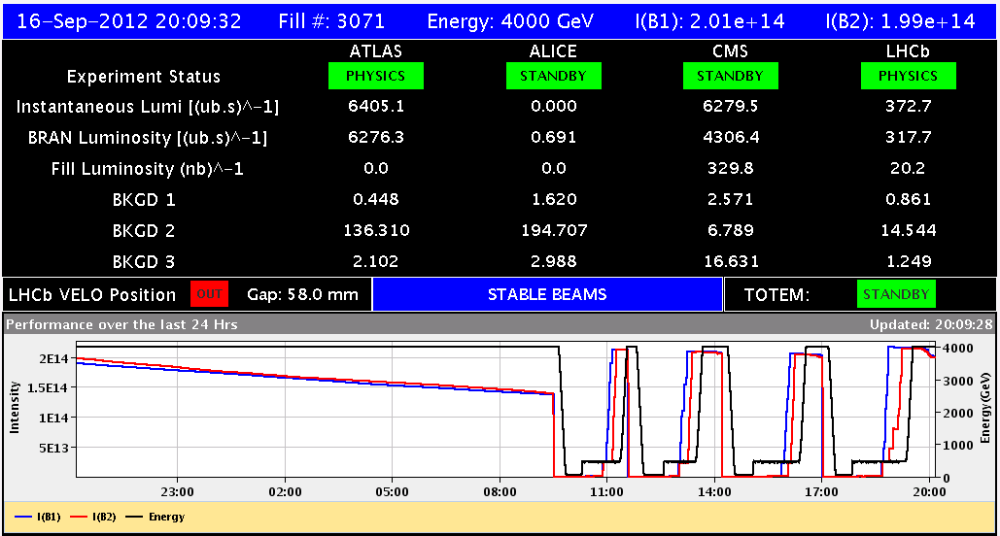 16-Sep-2012 20:09:32 Fill #: 3071 Energy: 4000 GeV I(B1): 2.01e+14 I(B2): 1.99e+14
ATLAS ALICE CMS LHCb
Experiment Status PHYSICS STANDBY STANDBY PHYSICS
Instantaneous Lumi [(ub.s)^-1] 6405.1 0.000 6279.5 372.7
BRAN Luminosity [(ub.s)^-1] 6276.3 0.691 4306.4 317.7
Fill Luminosity (nb)^-1 0.0 0.0 329.8 20.2
BKGD 1 0.448 1.620 2.571 0.861
BKGD 2 136.310 194.707 6.789 14.544
BKGD 3 2.102 2.988 16.631 1.249
LHCb VELO Position OUT Gap: 58.0 mm STABLE BEAMS TOTEM: STANDBY
Performance over the last 24 Hrs Updated: 20:09:28
2E14 4000
1.5E14 3000
1E14 2000
5E13 1000
0
Intensity
Energy(GeV)
23:00 02:00 05:00 08:00 11:00 14:00 17:00 20:00
I(B1) I(B2) Energy